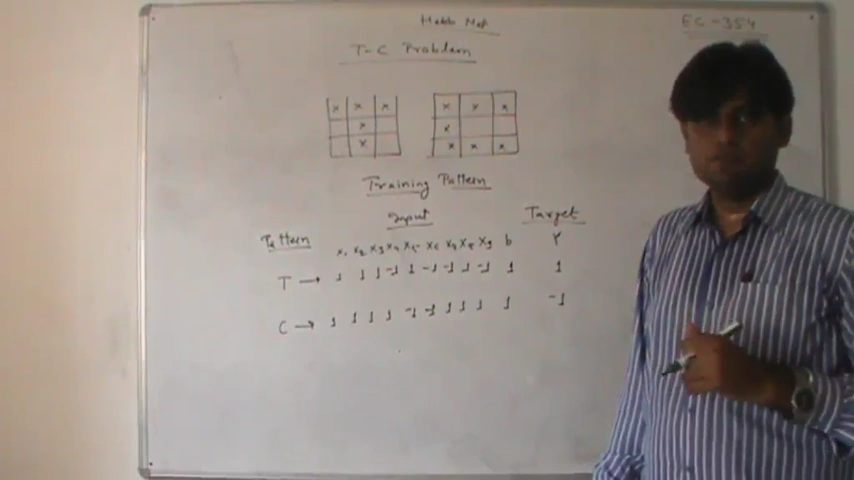 Hebb Net
EC-354
T-C Problem
x x x x x x
x x
x x x x
Training Pattern
Input Target
Pattern x1 x2 x3 x4 x5 x6 x7 x8 x9 b Y
T → 1 1 1 -1 1 -1 -1 1 -1 1 1
C → 1 1 1 1 -1 -1 1 1 1 1 -1